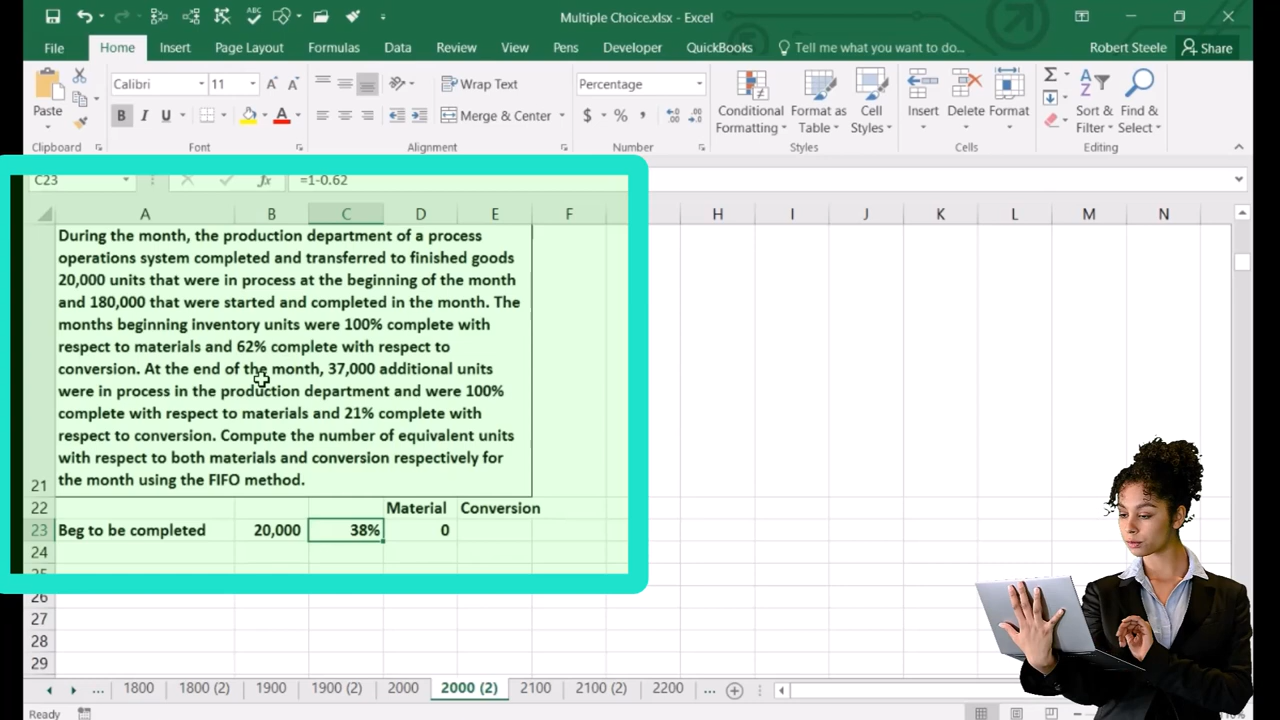 Multiple Choice.xlsx - Excel
File Home Insert Page Layout Formulas Data Review View Pens Developer QuickBooks Tell me what you want to do... Robert Steele Share
Calibri 11 Wrap Text Percentage
Paste B I U Merge & Center $ % Conditional Formatting Format as Table Cell Styles Insert Delete Format Sort & Filter Find & Select
Clipboard Font Alignment Number Styles Cells Editing
C23 fx =1-0.62
A B C D E F H I J K L M N
During the month, the production department of a process
operations system completed and transferred to finished goods
20,000 units that were in process at the beginning of the month
and 180,000 that were started and completed in the month. The
months beginning inventory units were 100% complete with
respect to materials and 62% complete with respect to
conversion. At the end of the month, 37,000 additional units
were in process in the production department and were 100%
complete with respect to materials and 21% complete with
respect to conversion. Compute the number of equivalent units
with respect to both materials and conversion respectively for
21 the month using the FIFO method.
22 Material Conversion
23 Beg to be completed 20,000 38% 0
24
25
26
27
28
29
... 1800 1800 (2) 1900 1900 (2) 2000 2000 (2) 2100 2100 (2) 2200 ...
Ready